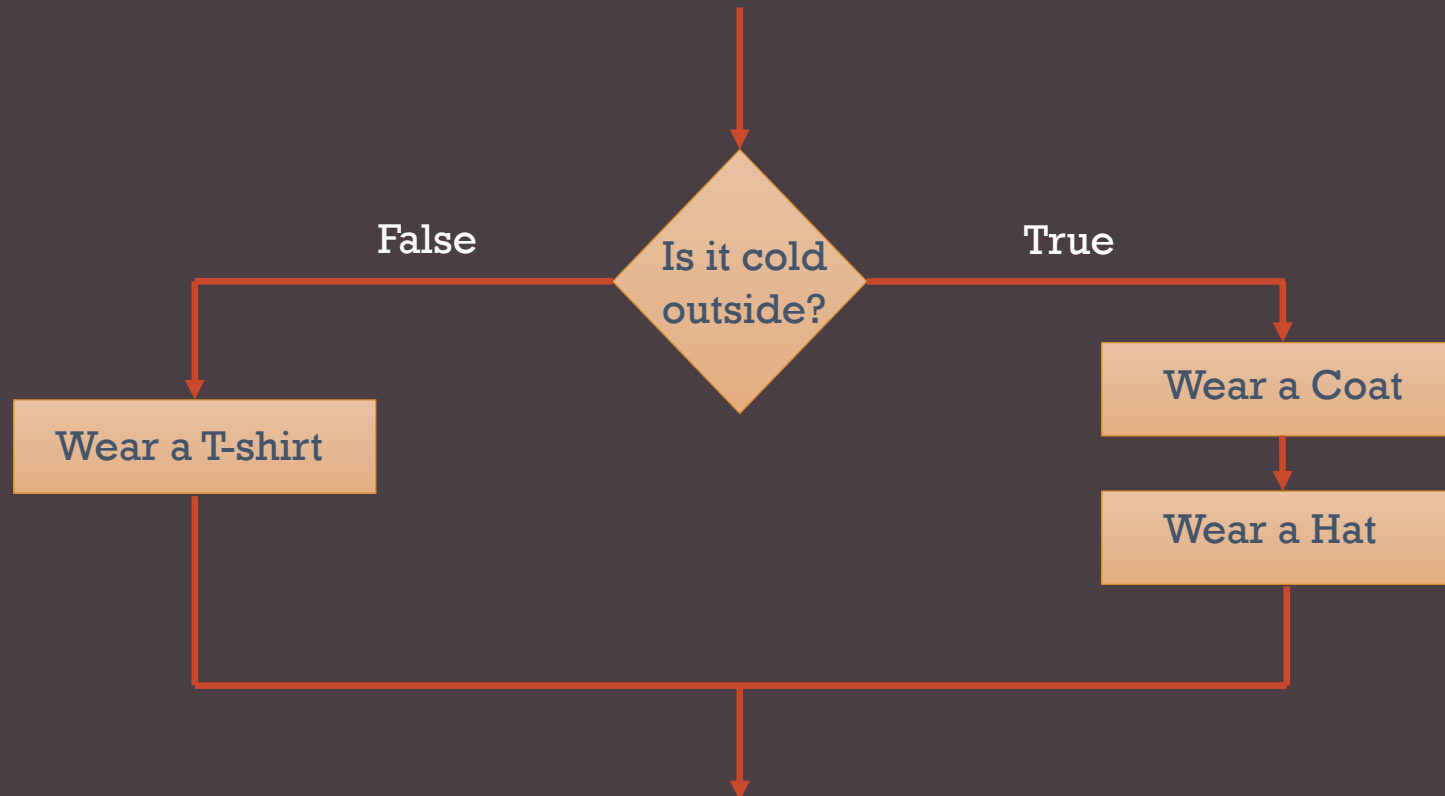 False
True
Is it cold
outside?
Wear a Coat
Wear a T-shirt
Wear a Hat